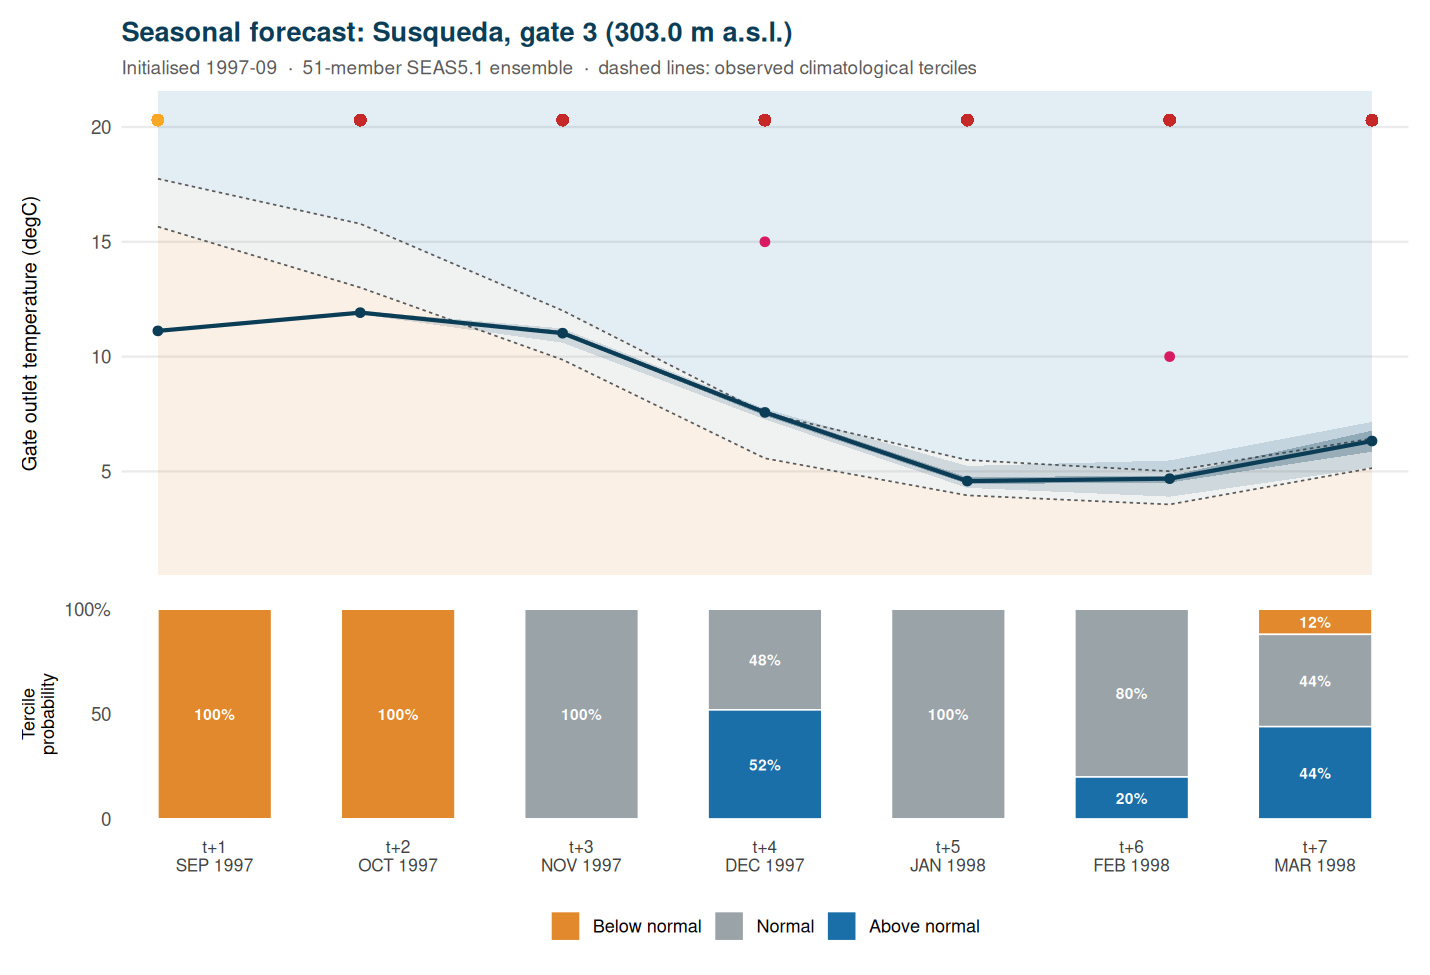 Seasonal forecast: Susqueda, gate 3 (303.0 m a.s.l.)
Initialised 1997-09 · 51-member SEAS5.1 ensemble · dashed lines: observed climatological terciles
Gate outlet temperature (degC)
20
15
10
5
Tercile
probability
100%
50
0
100%
100%
100%
48%
52%
100%
80%
20%
12%
44%
44%
t+1
SEP 1997
t+2
OCT 1997
t+3
NOV 1997
t+4
DEC 1997
t+5
JAN 1998
t+6
FEB 1998
t+7
MAR 1998
Below normal
Normal
Above normal